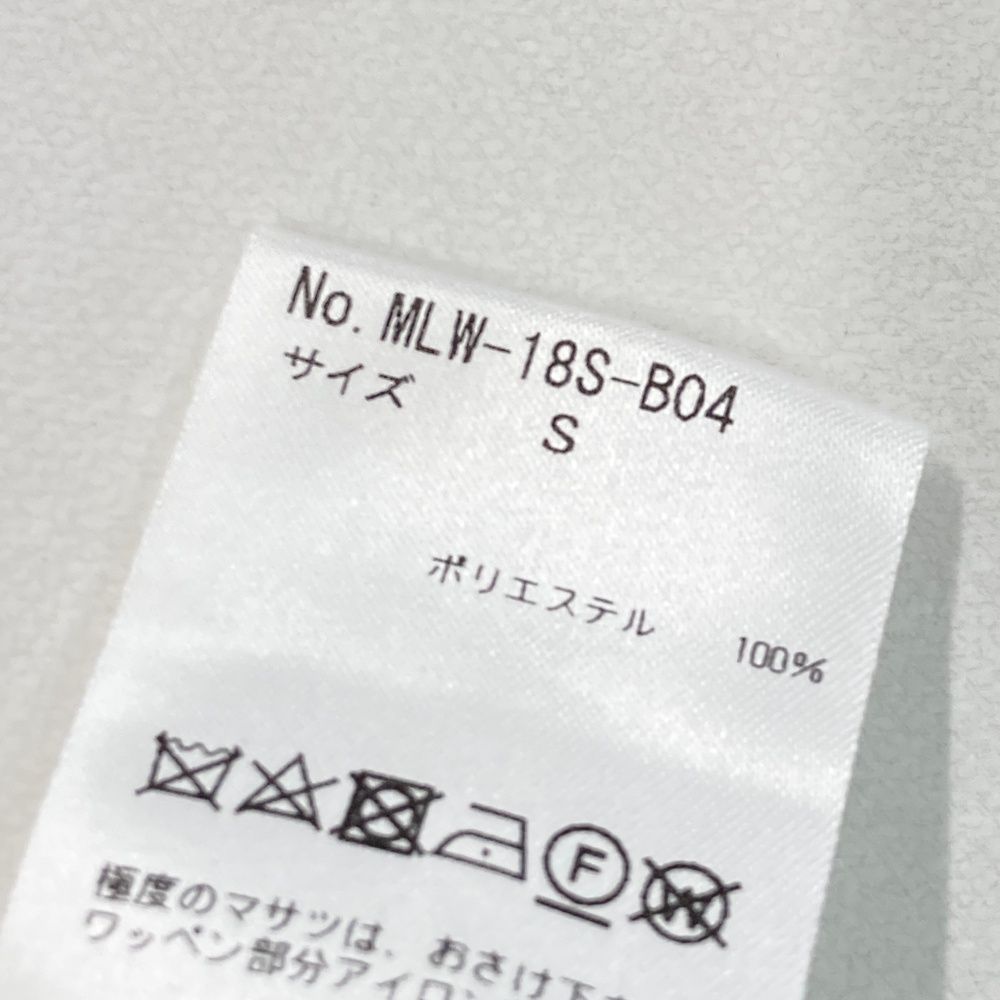 No.MLW-18S-B04
サイズ S
ポリエステル 100%
F
W
極度のマサツは、おさけ下
ワッペン部分アイロン